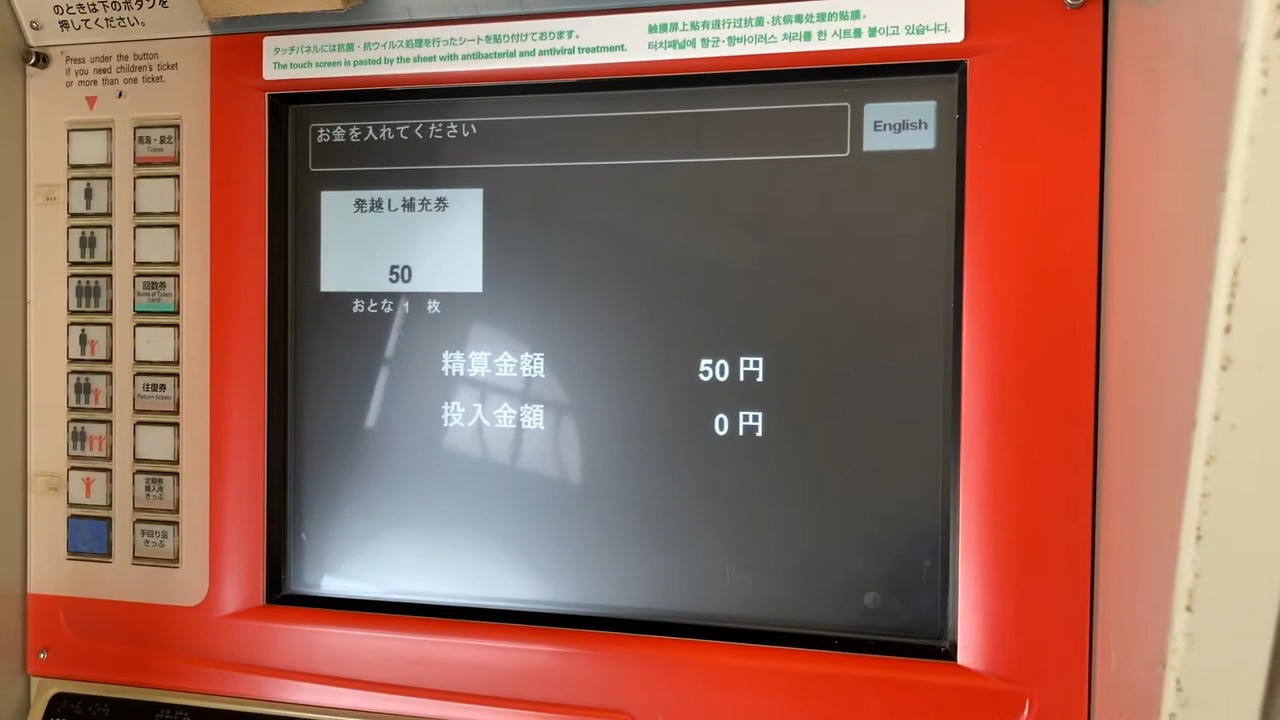 のときは下のボタンを
押してください。
Press under the button
if you need children's ticket
or more than one ticket.
タッチパネルには抗菌・抗ウイルス処理を行ったシートを貼り付けております。
The touch screen is pasted by the sheet with antibacterial and antiviral treatment.
触摸屏上贴有进行过抗菌、抗病毒处理的贴膜。
터치패널에 항균·항바이러스 처리를 한 시트를 붙이고 있습니다.
お金を入れてください
English
発越し補充券
50
おとな 1 枚
精算金額 50 円
投入金額 0 円
南海・泉北
Tickets
回数券
Books of Tickets
(card)
往復券
Return tickets
定期券
購入用
きっぷ
手回り品
きっぷ